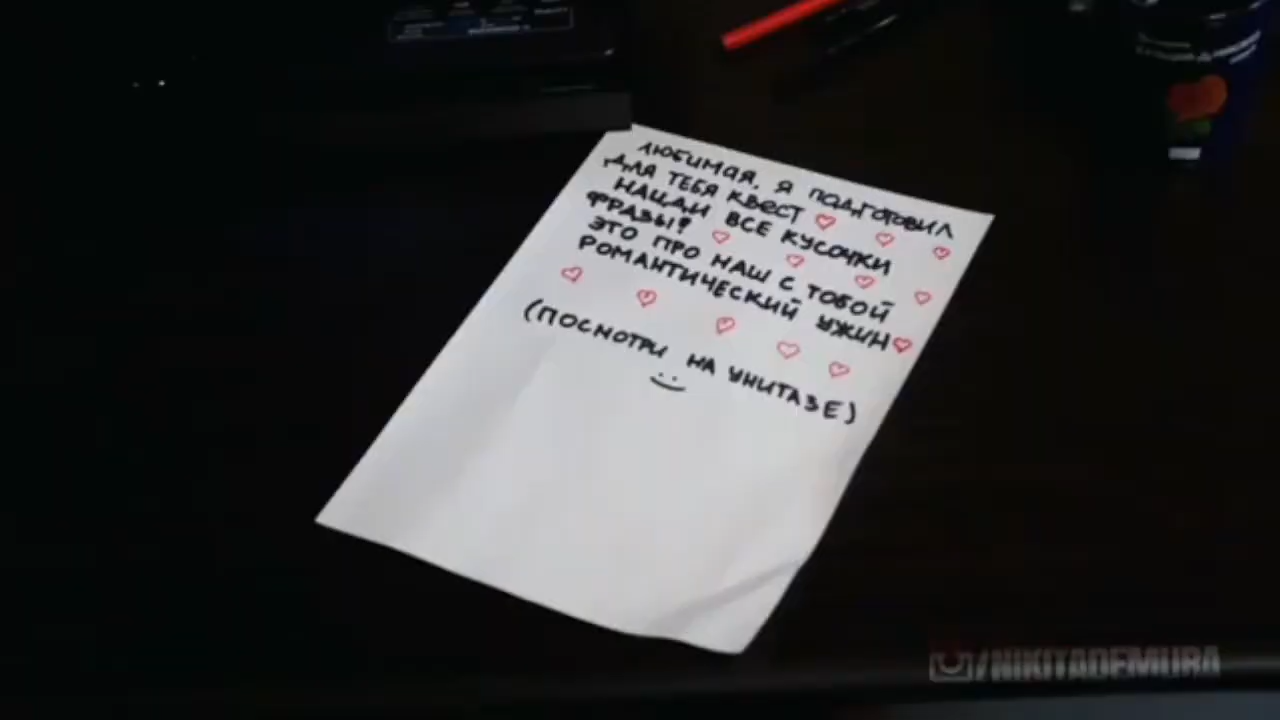 ЛЮБИМАЯ, Я ПОДГОТОВИЛ
ДЛЯ ТЕБЯ КВЕСТ
НАЙДИ ВСЕ КУСОЧКИ
ФРАЗЫ?
ЭТО ПРО НАШ С ТОБОЙ
РОМАНТИЧЕСКИЙ УЖИН
(ПОСМОТРИ НА УНИТАЗЕ)
/NIKITADEMURA